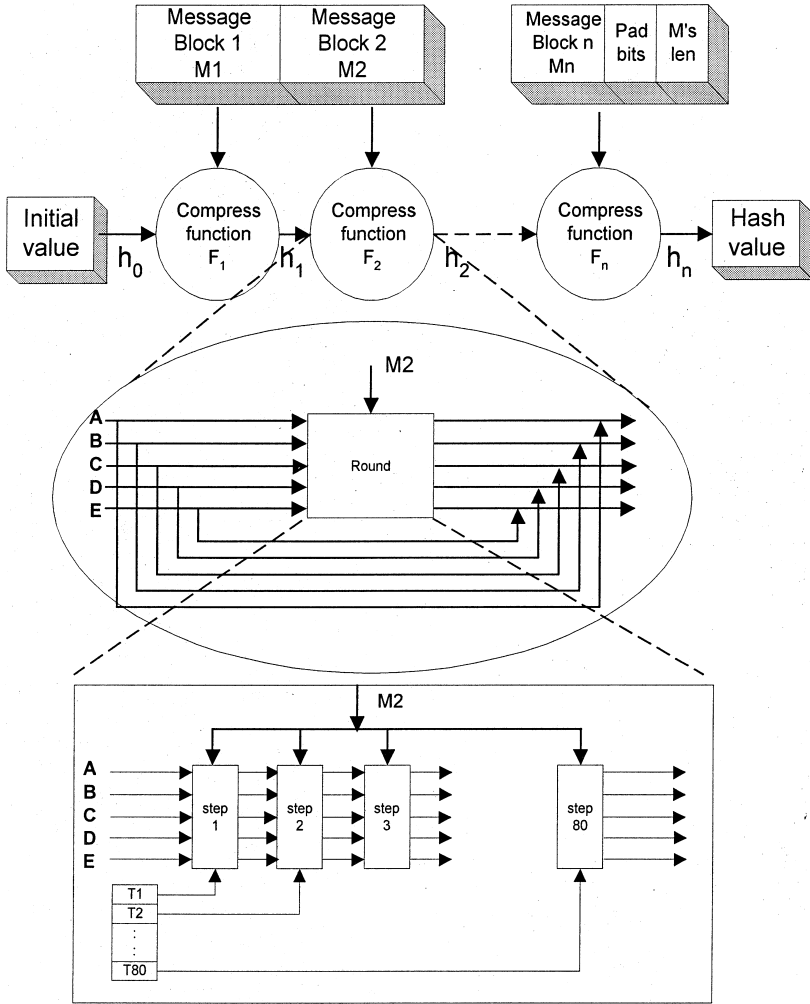 Message
Block 1
M1
Message
Block 2
M2
Message
Block n
Mn
Pad
bits
M's
len
Initial
value
h0
Compress
function
F1
h1
Compress
function
F2
h2
Compress
function
Fn
hn
Hash
value
M2
A
B
C
D
E
Round
M2
A
B
C
D
E
step
1
step
2
step
3
step
80
T1
T2
:
:
T80